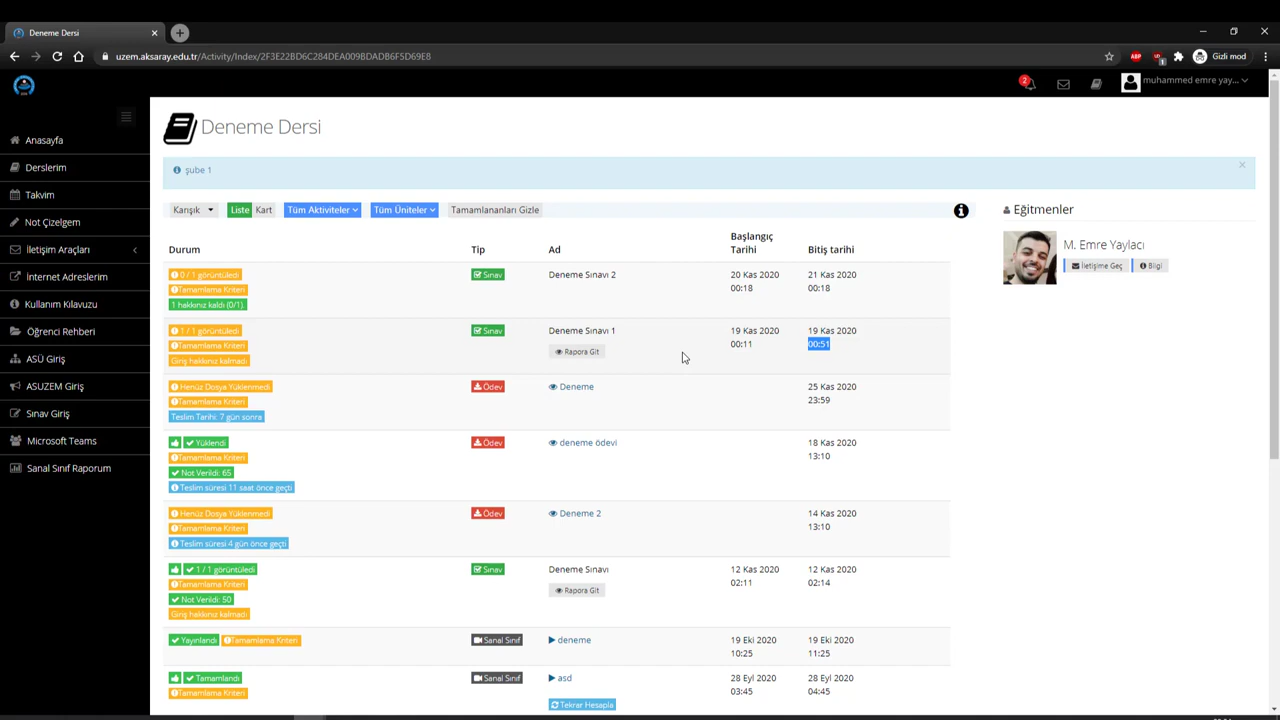 Deneme Dersi
uzem.aksaray.edu.tr/Activity/Index/2F3E22BD6C284DEA009BDADB6F5D69E8
ABP
1
Gizli mod
2
muhammed emre yay...
Anasayfa
Derslerim
Takvim
Not Çizelgem
İletişim Araçları
İnternet Adreslerim
Kullanım Kılavuzu
Öğrenci Rehberi
ASÜ Giriş
ASUZEM Giriş
Sınav Giriş
Microsoft Teams
Sanal Sınıf Raporum
Deneme Dersi
şube 1
Karışık Liste Kart Tüm Aktiviteler Tüm Üniteler Tamamlananları Gizle
Durum Tip Ad Başlangıç Tarihi Bitiş tarihi
0 / 1 görüntüledi Sınav Deneme Sınavı 2 20 Kas 2020 21 Kas 2020
Tamamlama Kriteri 00:18 00:18
1 hakkınız kaldı (0/1).
1 / 1 görüntüledi Sınav Deneme Sınavı 1 19 Kas 2020 19 Kas 2020
Tamamlama Kriteri Rapora Git 00:11 00:51
Giriş hakkınız kalmadı
Henüz Dosya Yüklenmedi Ödev Deneme 25 Kas 2020
Tamamlama Kriteri 23:59
Teslim Tarihi: 7 gün sonra
Yüklendi Ödev deneme ödevi 18 Kas 2020
Tamamlama Kriteri 13:10
Not Verildi: 65
Teslim süresi 11 saat önce geçti
Henüz Dosya Yüklenmedi Ödev Deneme 2 14 Kas 2020
Tamamlama Kriteri 13:10
Teslim süresi 4 gün önce geçti
1 / 1 görüntüledi Sınav Deneme Sınavı 12 Kas 2020 12 Kas 2020
Tamamlama Kriteri Rapora Git 02:11 02:14
Not Verildi: 50
Giriş hakkınız kalmadı
Yayınlandı Tamamlama Kriteri Sanal Sınıf deneme 19 Eki 2020 19 Eki 2020
10:25 11:25
Tamamlandı Sanal Sınıf asd 28 Eyl 2020 28 Eyl 2020
Tamamlama Kriteri 03:45 04:45
Tekrar Hesapla
Eğitmenler
M. Emre Yaylacı
İletişime Geç Bilgi